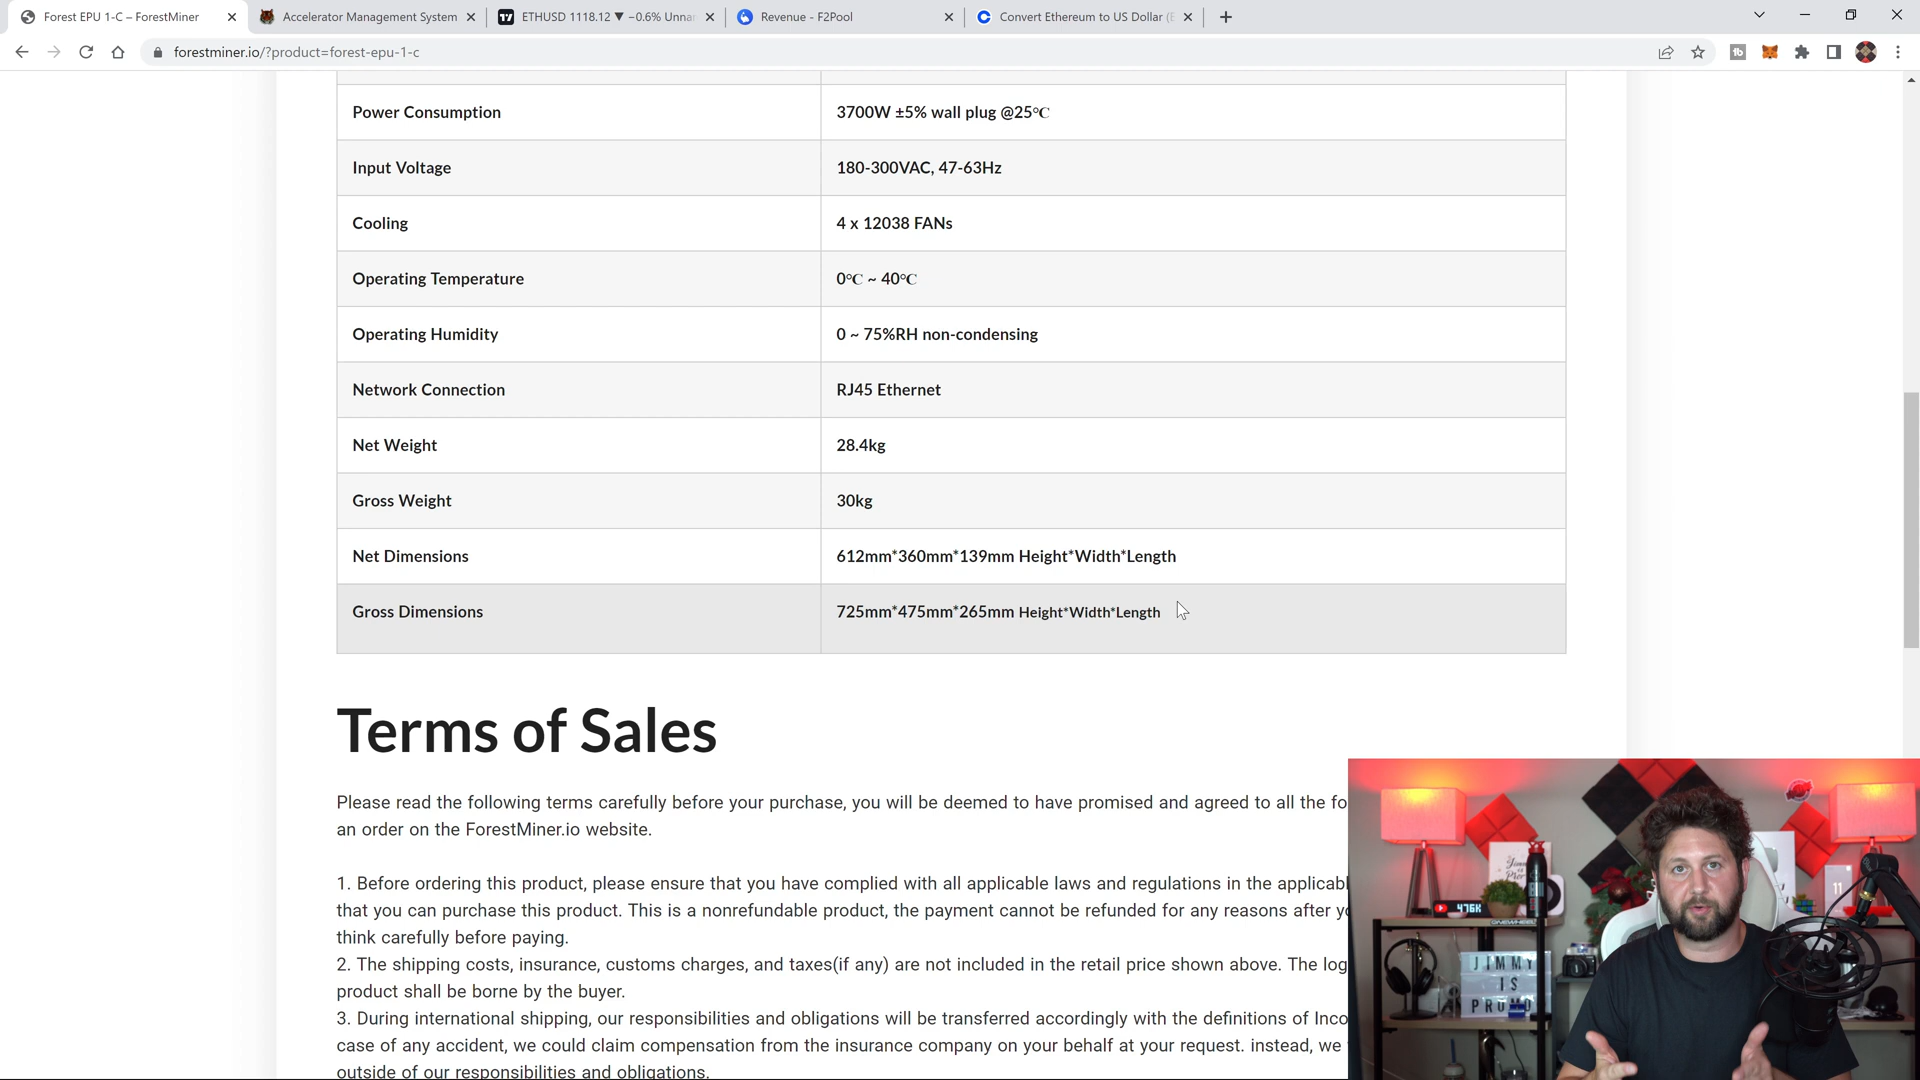 Forest EPU 1-C – ForestMiner
Accelerator Management System
ETHUSD 1118.12 ▼ −0.6% Unna
Revenue - F2Pool
Convert Ethereum to US Dollar (E
forestminer.io/?product=forest-epu-1-c
Power Consumption 3700W ±5% wall plug @25℃
Input Voltage 180-300VAC, 47-63Hz
Cooling 4 x 12038 FANs
Operating Temperature 0℃ ~ 40℃
Operating Humidity 0 ~ 75%RH non-condensing
Network Connection RJ45 Ethernet
Net Weight 28.4kg
Gross Weight 30kg
Net Dimensions 612mm*360mm*139mm Height*Width*Length
Gross Dimensions 725mm*475mm*265mm Height*Width*Length
Terms of Sales
Please read the following terms carefully before your purchase, you will be deemed to have promised and agreed to all the fo
an order on the ForestMiner.io website.
1. Before ordering this product, please ensure that you have complied with all applicable laws and regulations in the applicabl
that you can purchase this product. This is a nonrefundable product, the payment cannot be refunded for any reasons after y
think carefully before paying.
2. The shipping costs, insurance, customs charges, and taxes(if any) are not included in the retail price shown above. The log
product shall be borne by the buyer.
3. During international shipping, our responsibilities and obligations will be transferred accordingly with the definitions of Inco
case of any accident, we could claim compensation from the insurance company on your behalf at your request. instead, we
outside of our responsibilities and obligations.
476K
ONEWHEEL
JIMMY
IS
PROMO
11